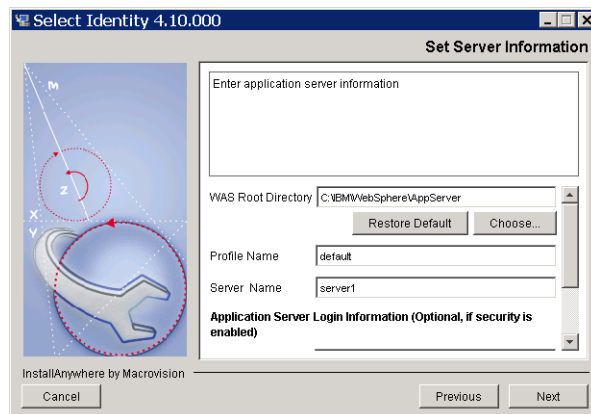 Select Identity 4.10.000
Set Server Information
Enter application server information
M
Z
X
Y
WAS Root Directory C:\IBM\WebSphere\AppServer
Restore Default Choose...
Profile Name default
Server Name server1
Application Server Login Information (Optional, if security is
enabled)
InstallAnywhere by Macrovision
Cancel Previous Next